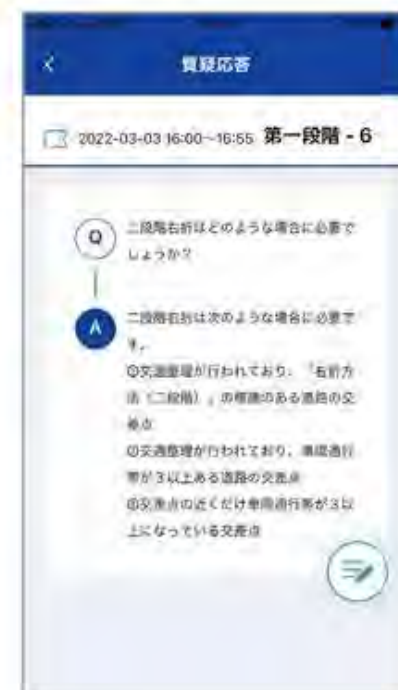 質疑応答
2022-03-03 16:00~16:55 第一段階 - 6
Q
二段階右折はどのような場合に必要で
しょうか?
A
二段階右折は次のような場合に必要で
す。
①交通整理が行われており、「右折方
法(二段階)」の標識のある道路の交
差点
②交通整理が行われており、車両通行
帯が3以上ある道路の交差点
③交差点の近くだけ車両通行帯が3以
上になっている交差点